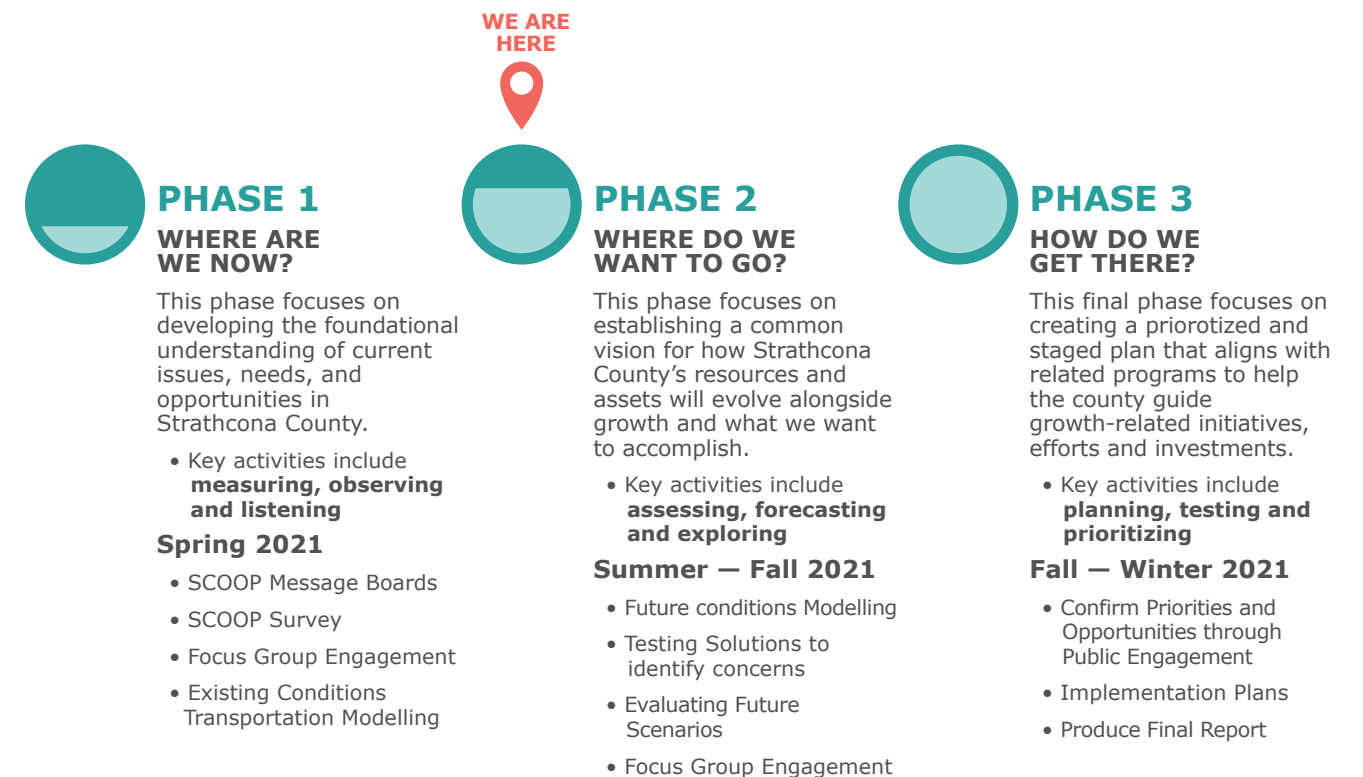 WE ARE
HERE
PHASE 1
WHERE ARE
WE NOW?
This phase focuses on
developing the foundational
understanding of current
issues, needs, and
opportunities in
Strathcona County.
• Key activities include
measuring, observing
and listening
Spring 2021
• SCOOP Message Boards
• SCOOP Survey
• Focus Group Engagement
• Existing Conditions
Transportation Modelling
PHASE 2
WHERE DO WE
WANT TO GO?
This phase focuses on
establishing a common
vision for how Strathcona
County’s resources and
assets will evolve alongside
growth and what we want
to accomplish.
• Key activities include
assessing, forecasting
and exploring
Summer — Fall 2021
• Future conditions Modelling
• Testing Solutions to
identify concerns
• Evaluating Future
Scenarios
• Focus Group Engagement
PHASE 3
HOW DO WE
GET THERE?
This final phase focuses on
creating a priorotized and
staged plan that aligns with
related programs to help
the county guide
growth-related initiatives,
efforts and investments.
• Key activities include
planning, testing and
prioritizing
Fall — Winter 2021
• Confirm Priorities and
Opportunities through
Public Engagement
• Implementation Plans
• Produce Final Report